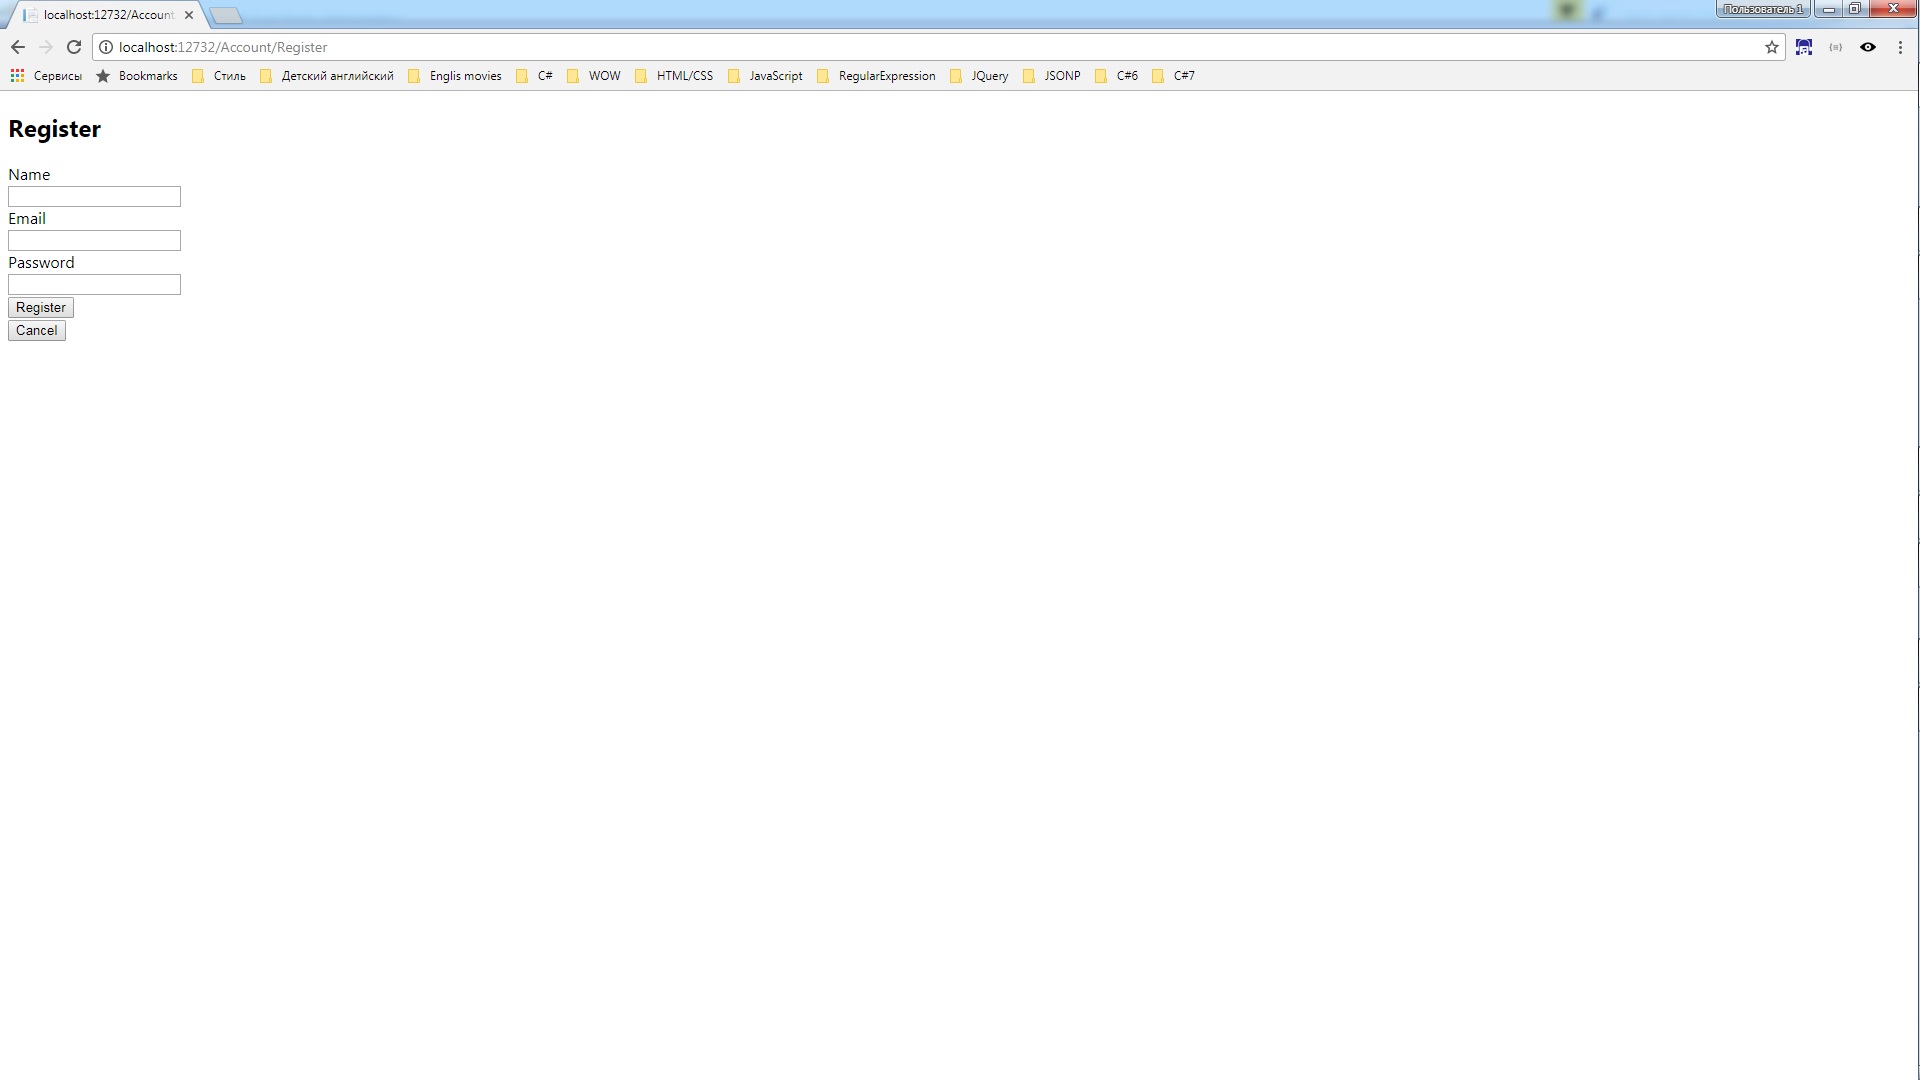 localhost:12732/Account
Пользователь 1
localhost:12732/Account/Register
Сервисы Bookmarks Стиль Детский английский Englis movies C# WOW HTML/CSS JavaScript RegularExpression JQuery JSONP C#6 C#7
Register
Name
Email
Password
Register
Cancel